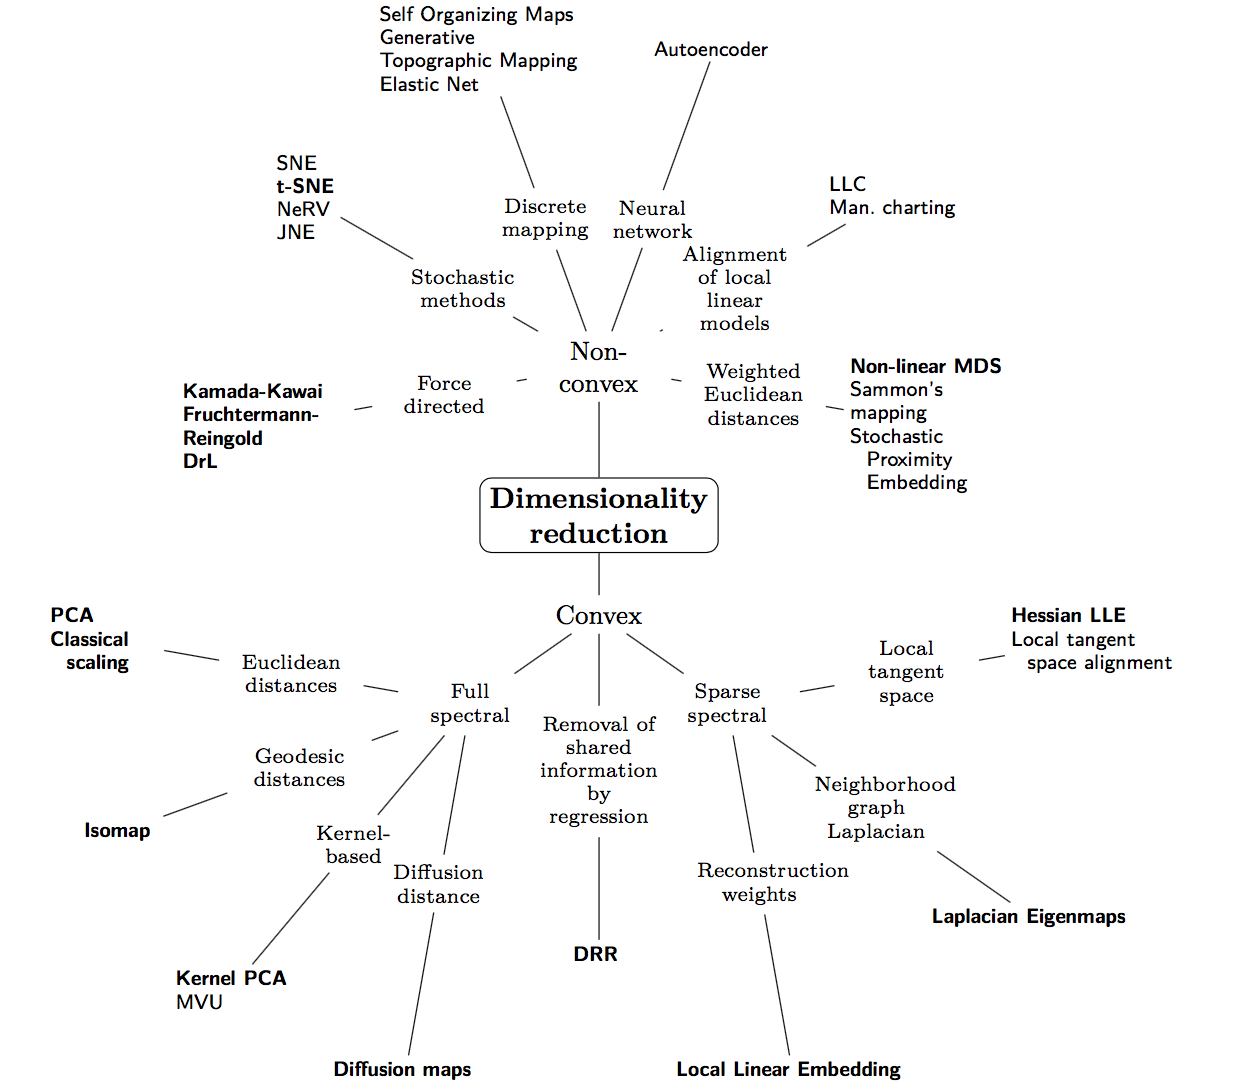 Self Organizing Maps
Generative
Topographic Mapping
Elastic Net
Autoencoder
SNE
t-SNE
NeRV
JNE
LLC
Man. charting
Discrete
mapping
Neural
network
Stochastic
methods
Alignment
of local
linear
models
Non-
convex
Force
directed
Weighted
Euclidean
distances
Kamada-Kawai
Fruchtermann-
Reingold
DrL
Non-linear MDS
Sammon's
mapping
Stochastic
Proximity
Embedding
Dimensionality
reduction
Convex
PCA
Classical
scaling
Euclidean
distances
Full
spectral
Removal of
shared
information
by
regression
Sparse
spectral
Local
tangent
space
Hessian LLE
Local tangent
space alignment
Geodesic
distances
Isomap
Kernel-
based
Diffusion
distance
Neighborhood
graph
Laplacian
Reconstruction
weights
Laplacian Eigenmaps
DRR
Kernel PCA
MVU
Diffusion maps
Local Linear Embedding